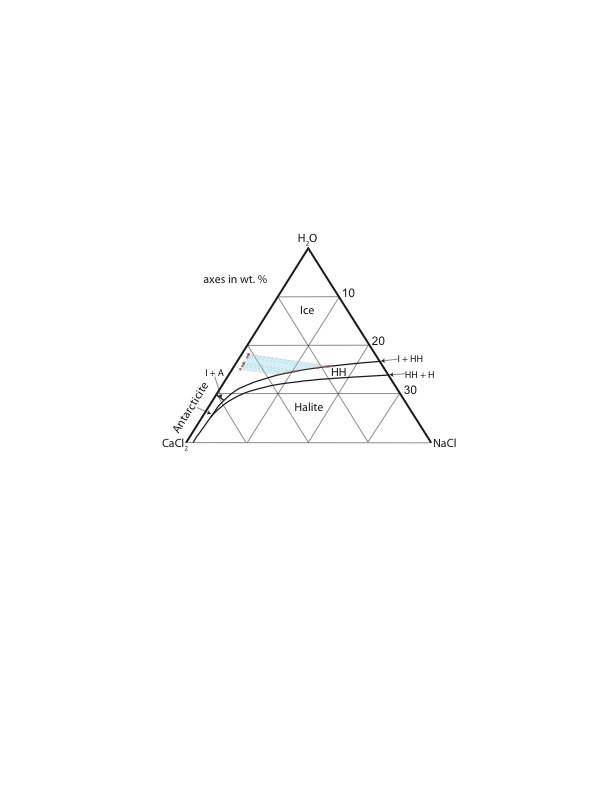 H₂O
axes in wt. %
10
Ice
20
I + HH
I + A
HH
HH + H
30
Antarcticite
Halite
CaCl₂
NaCl